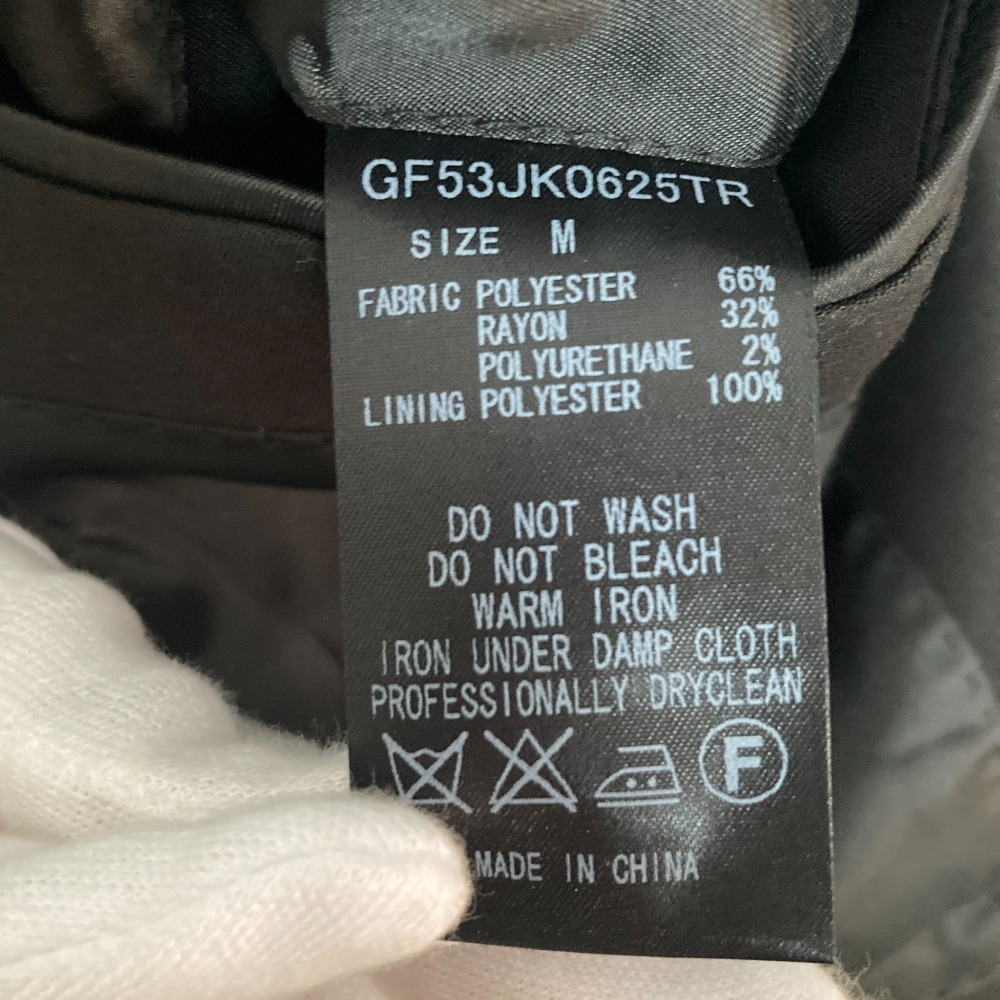 GF53JK0625TR
SIZE M
FABRIC POLYESTER 66%
RAYON 32%
POLYURETHANE 2%
LINING POLYESTER 100%
DO NOT WASH
DO NOT BLEACH
WARM IRON
IRON UNDER DAMP CLOTH
PROFESSIONALLY DRYCLEAN
F
MADE IN CHINA